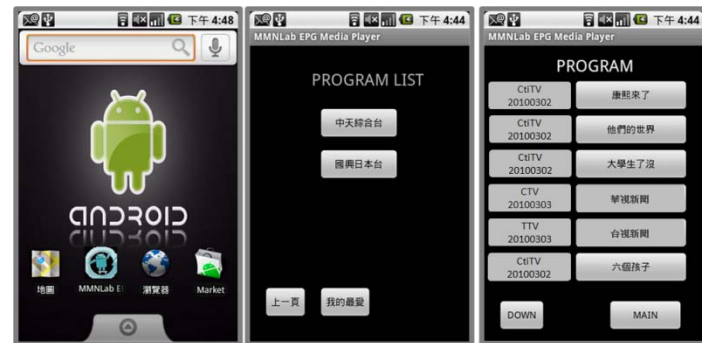 下午 4:48
Google
ANDROID
地圖
MMNLab E
瀏覽器
Market
下午 4:44
MMNLab EPG Media Player
PROGRAM LIST
中天綜合台
國興日本台
上一頁
我的最愛
下午 4:44
MMNLab EPG Media Player
PROGRAM
CtiTV
20100302
康熙來了
CtiTV
20100302
他們的世界
CtiTV
20100302
大學生了沒
CTV
20100303
華視新聞
TTV
20100303
台視新聞
CtiTV
20100302
六個孩子
DOWN
MAIN